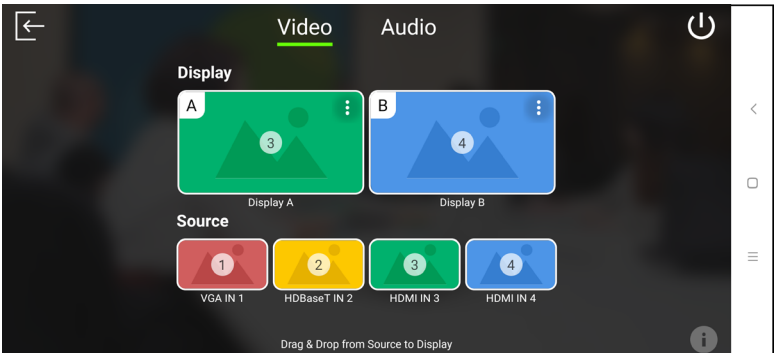 Video Audio
Display
A B
3 4
Display A Display B
Source
1 2 3 4
VGA IN 1 HDBaseT IN 2 HDMI IN 3 HDMI IN 4
Drag & Drop from Source to Display
i